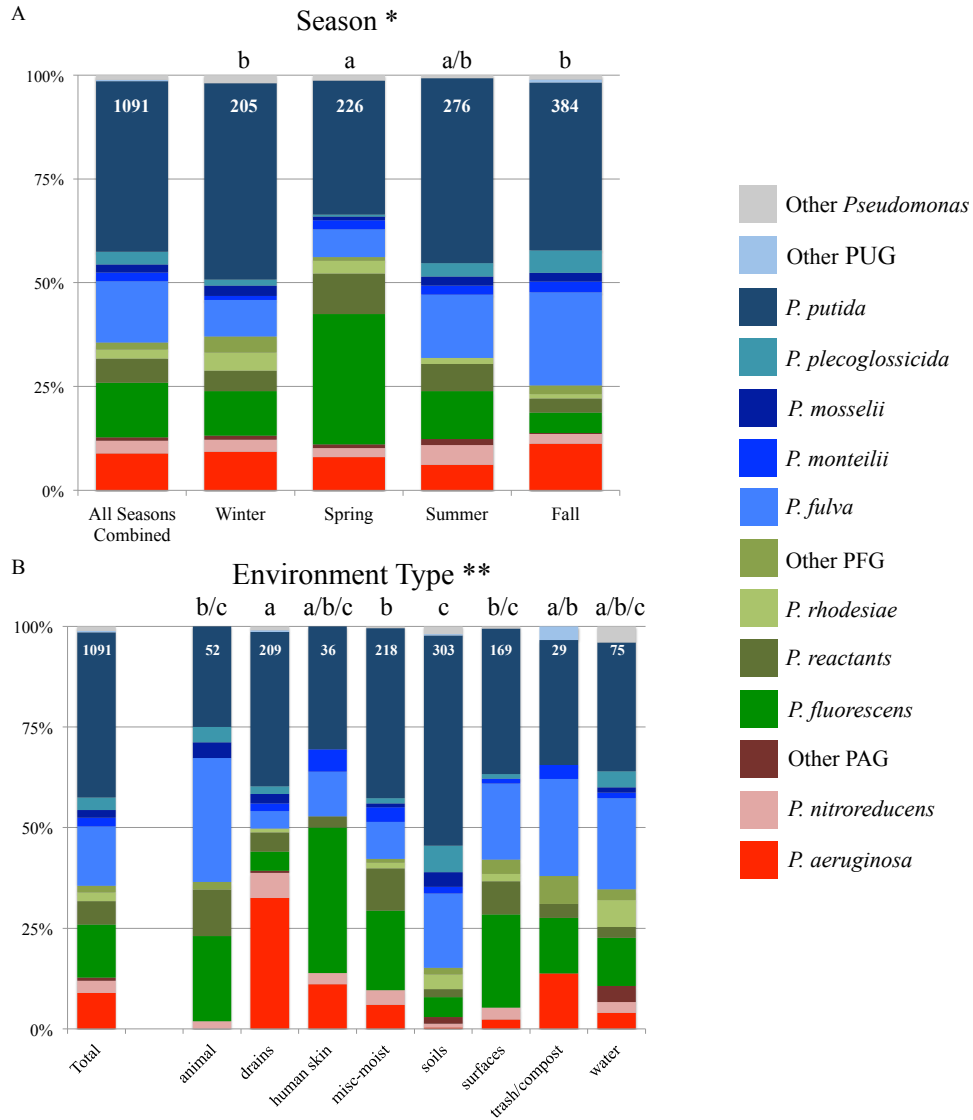 A
Season *
b a a/b b
100%
1091 205 226 276 384
75%
50%
25%
0%
All Seasons Combined Winter Spring Summer Fall
B
Environment Type **
b/c a a/b/c b c b/c a/b a/b/c
100%
1091 52 209 36 218 303 169 29 75
75%
50%
25%
0%
Total animal drains human skin misc-moist soils surfaces trash/compost water
Other Pseudomonas
Other PUG
P. putida
P. plecoglossicida
P. mosselii
P. monteilii
P. fulva
Other PFG
P. rhodesiae
P. reactants
P. fluorescens
Other PAG
P. nitroreducens
P. aeruginosa